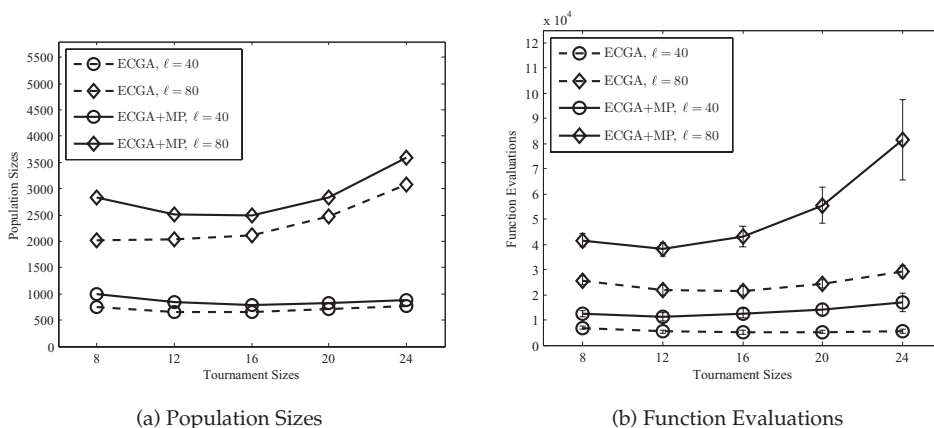 5500
5000
4500
4000
3500
3000
2500
2000
1500
1000
500
0
Population Sizes
ECGA, ℓ = 40
ECGA, ℓ = 80
ECGA+MP, ℓ = 40
ECGA+MP, ℓ = 80
8 12 16 20 24
Tournament Sizes
(a) Population Sizes
x 10⁴
12
11
10
9
8
7
6
5
4
3
2
1
0
Function Evaluations
ECGA, ℓ = 40
ECGA, ℓ = 80
ECGA+MP, ℓ = 40
ECGA+MP, ℓ = 80
8 12 16 20 24
Tournament Sizes
(b) Function Evaluations